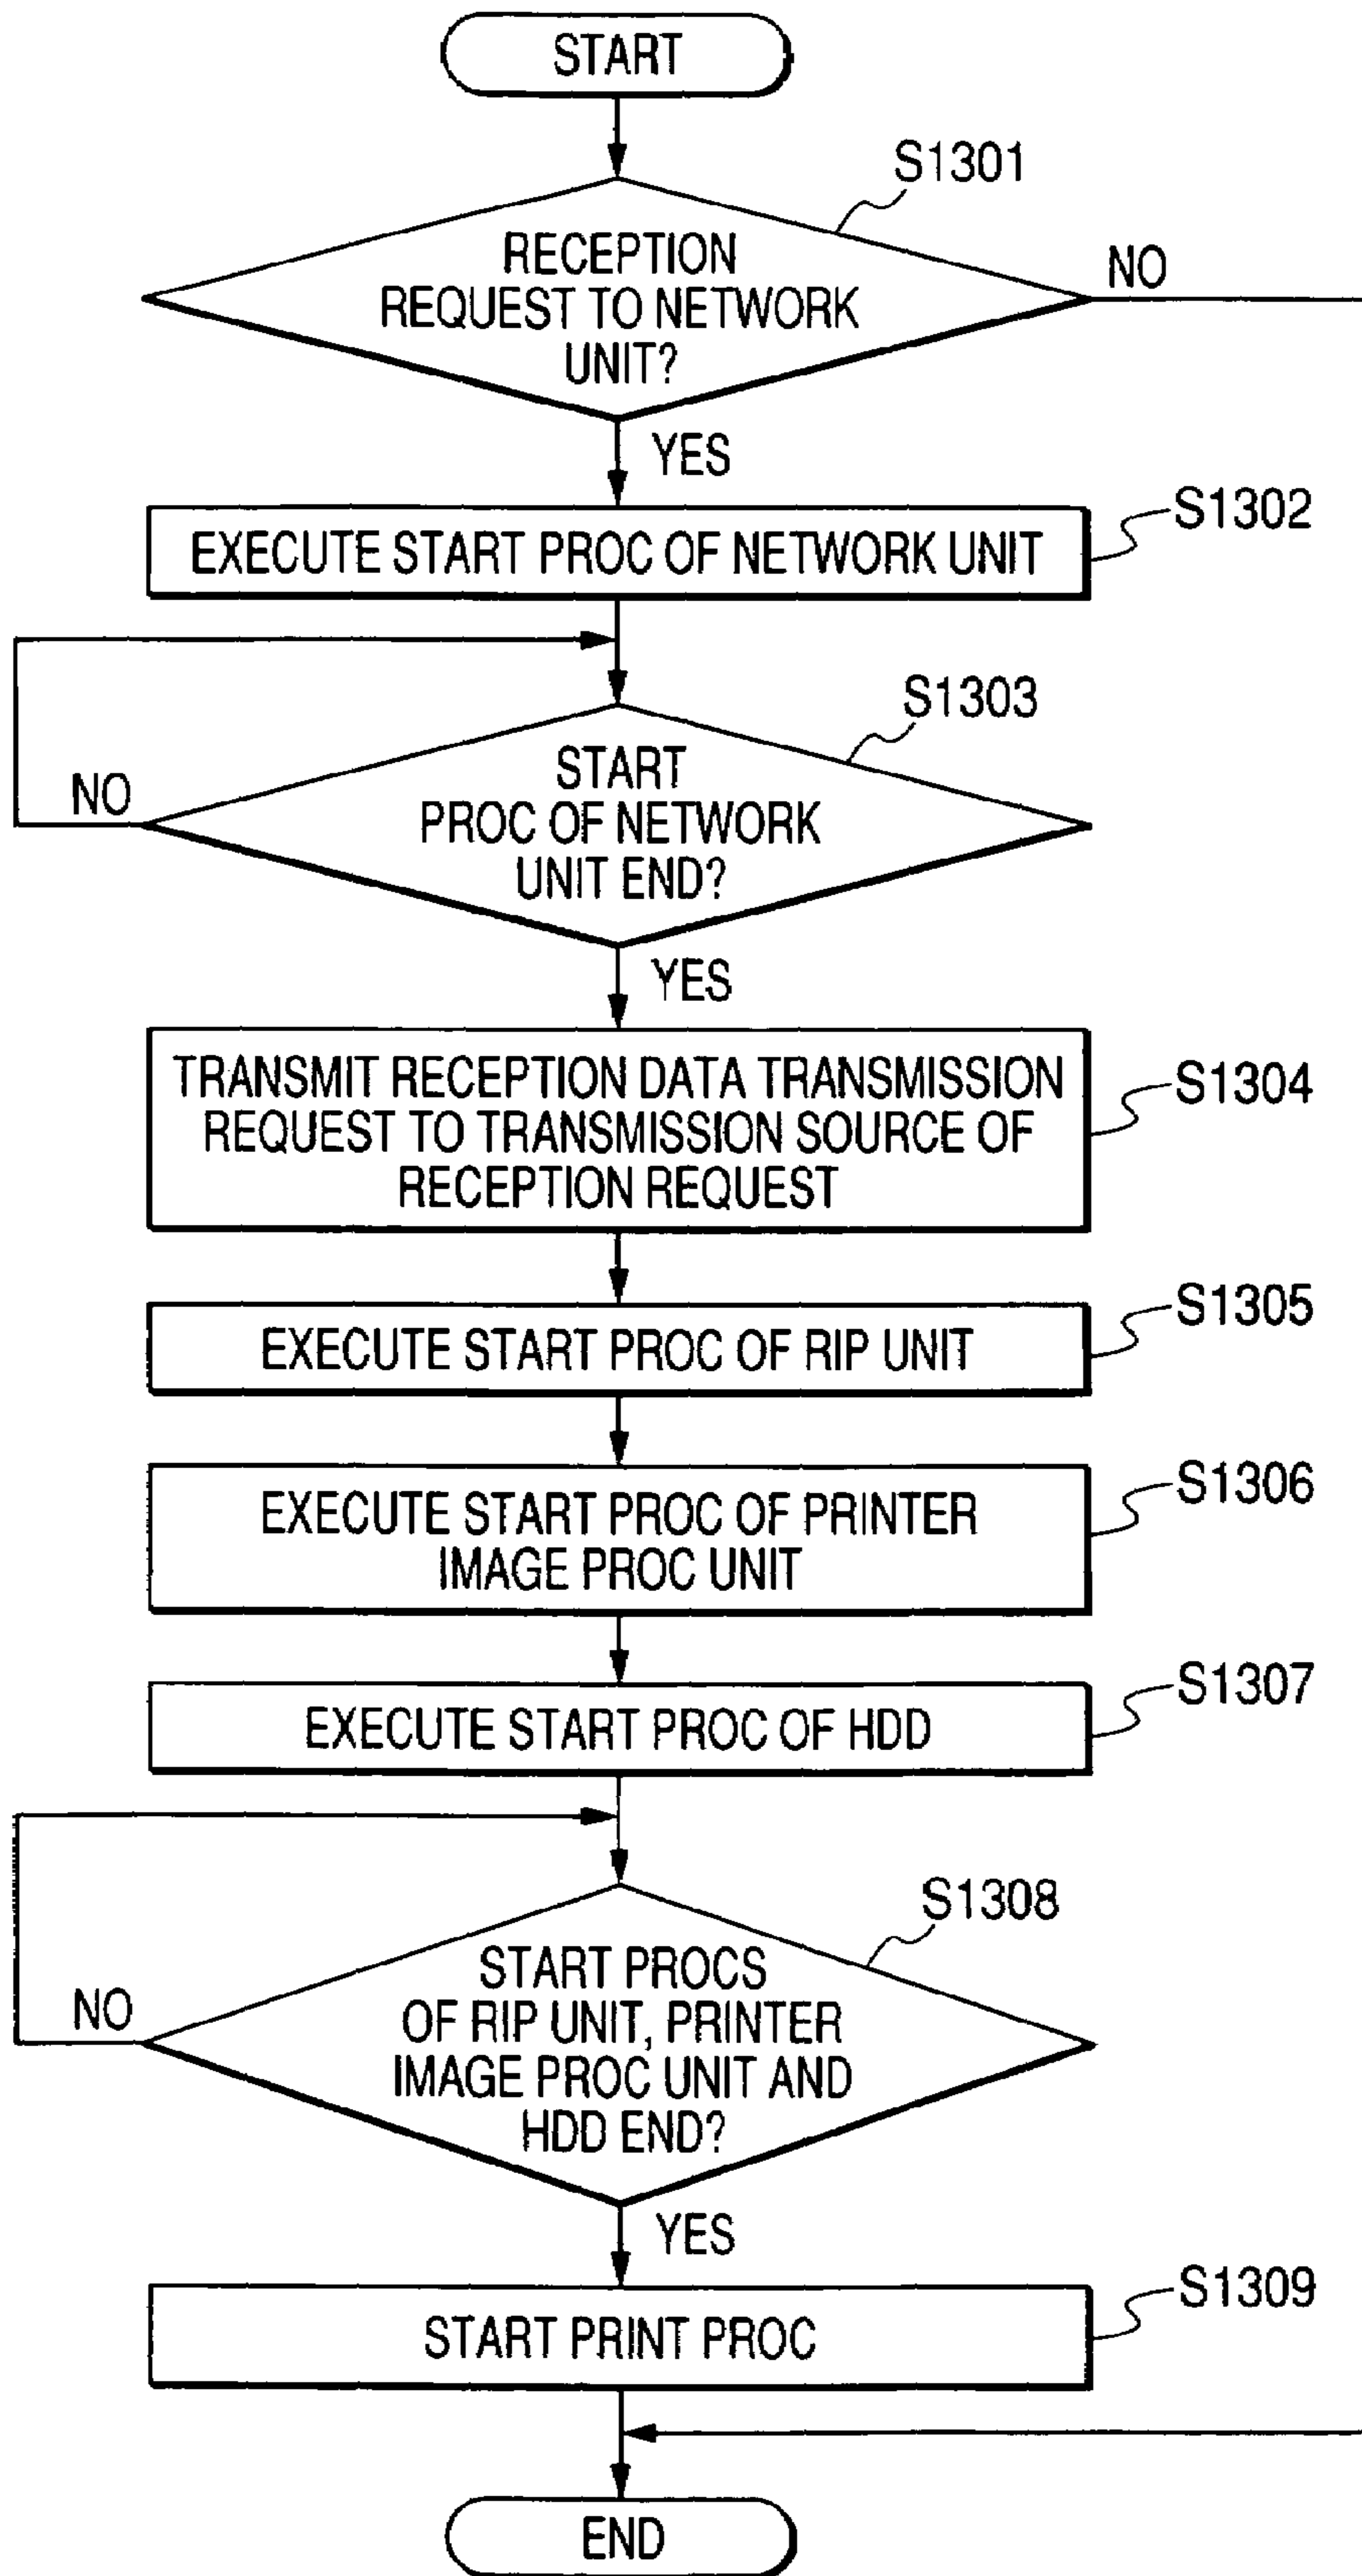 START
S1301
RECEPTION
REQUEST TO NETWORK
UNIT?
NO
YES
S1302
EXECUTE START PROC OF NETWORK UNIT
S1303
START
PROC OF NETWORK
UNIT END?
NO
YES
S1304
TRANSMIT RECEPTION DATA TRANSMISSION
REQUEST TO TRANSMISSION SOURCE OF
RECEPTION REQUEST
S1305
EXECUTE START PROC OF RIP UNIT
S1306
EXECUTE START PROC OF PRINTER
IMAGE PROC UNIT
S1307
EXECUTE START PROC OF HDD
S1308
START PROCS
OF RIP UNIT, PRINTER
IMAGE PROC UNIT AND
HDD END?
NO
YES
S1309
START PRINT PROC
END